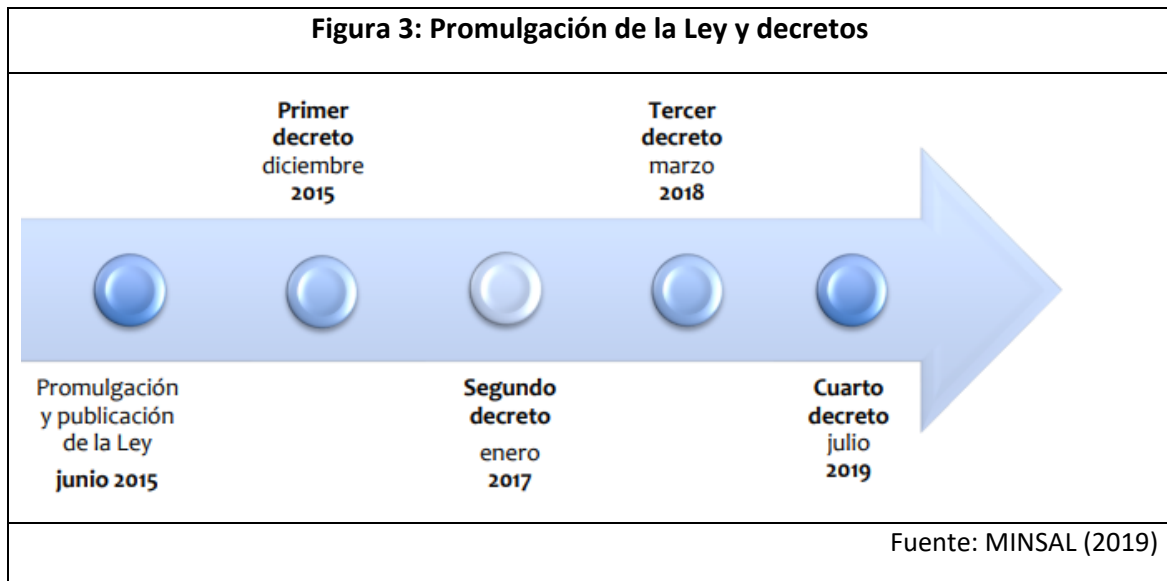 Figura 3: Promulgación de la Ley y decretos
Primer
decreto
diciembre
2015
Tercer
decreto
marzo
2018
Promulgación
y publicación
de la Ley
junio 2015
Segundo
decreto
enero
2017
Cuarto
decreto
julio
2019
Fuente: MINSAL (2019)